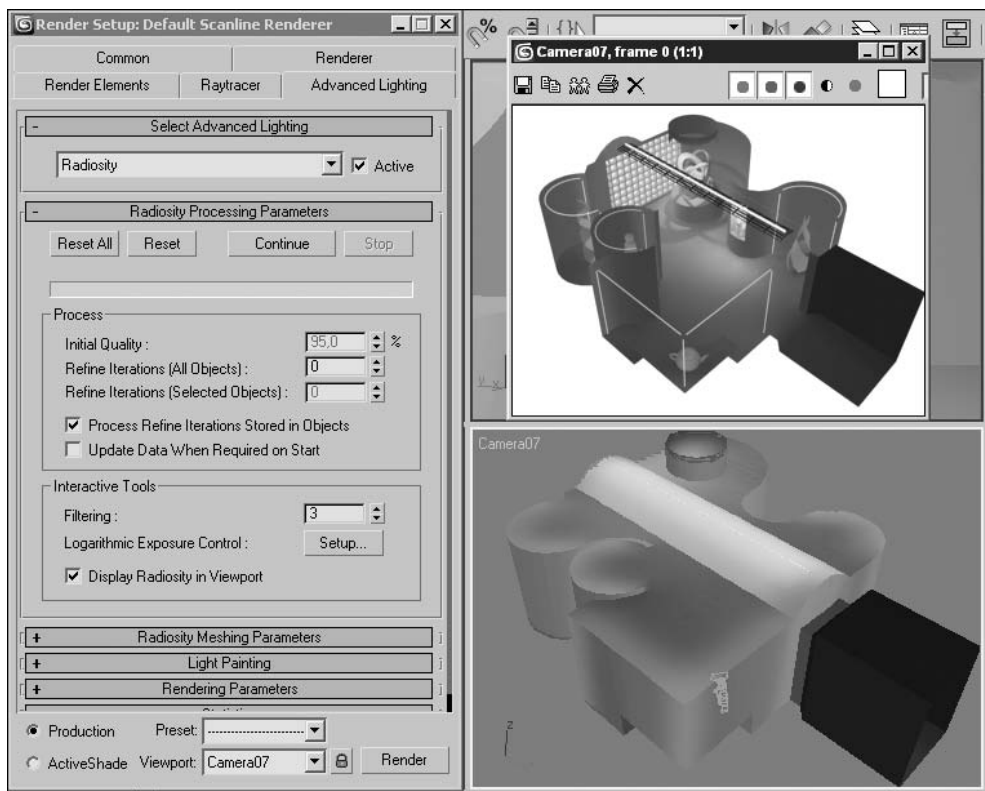 Render Setup: Default Scanline Renderer
Common Renderer
Render Elements Raytracer Advanced Lighting
- Select Advanced Lighting
Radiosity Active
- Radiosity Processing Parameters
Reset All Reset Continue Stop
Process
Initial Quality : 95,0 %
Refine Iterations (All Objects) : 0
Refine Iterations (Selected Objects) : 0
Process Refine Iterations Stored in Objects
Update Data When Required on Start
Interactive Tools
Filtering : 3
Logarithmic Exposure Control : Setup...
Display Radiosity in Viewport
+ Radiosity Meshing Parameters
+ Light Painting
+ Rendering Parameters
Production Preset: --------------------
ActiveShade Viewport: Camera07 Render
%
Camera07, frame 0 (1:1)
y x
Camera07
z